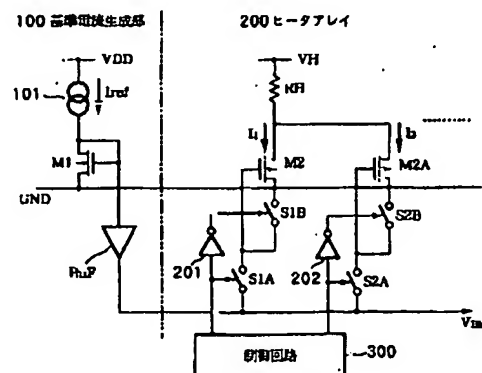 100 基準電流生成部
200 ヒータアレイ
VDD
VH
101
Iref
RH
I1
I2
M1
M2
M2A
GND
S1B
S2B
BuF
201
202
S1A
S2A
制御回路
300